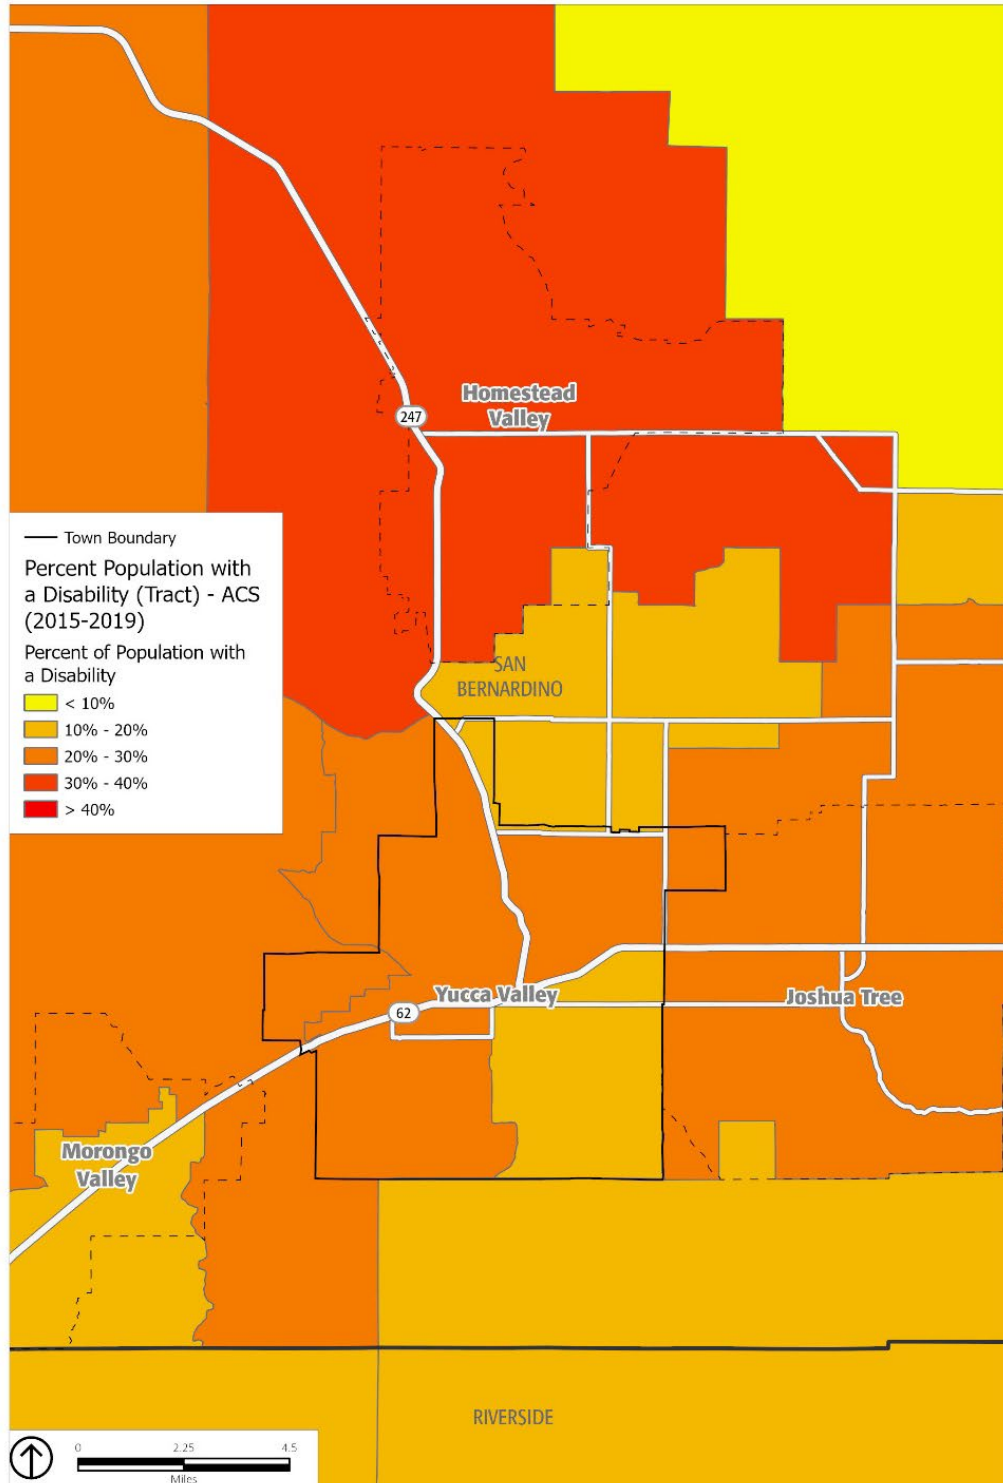 Homestead
Valley
247
Town Boundary
Percent Population with
a Disability (Tract) - ACS
(2015-2019)
Percent of Population with
a Disability
< 10%
10% - 20%
20% - 30%
30% - 40%
> 40%
SAN
BERNARDINO
Yucca Valley
Joshua Tree
62
Morongo
Valley
RIVERSIDE
0 2.25 4.5
Miles